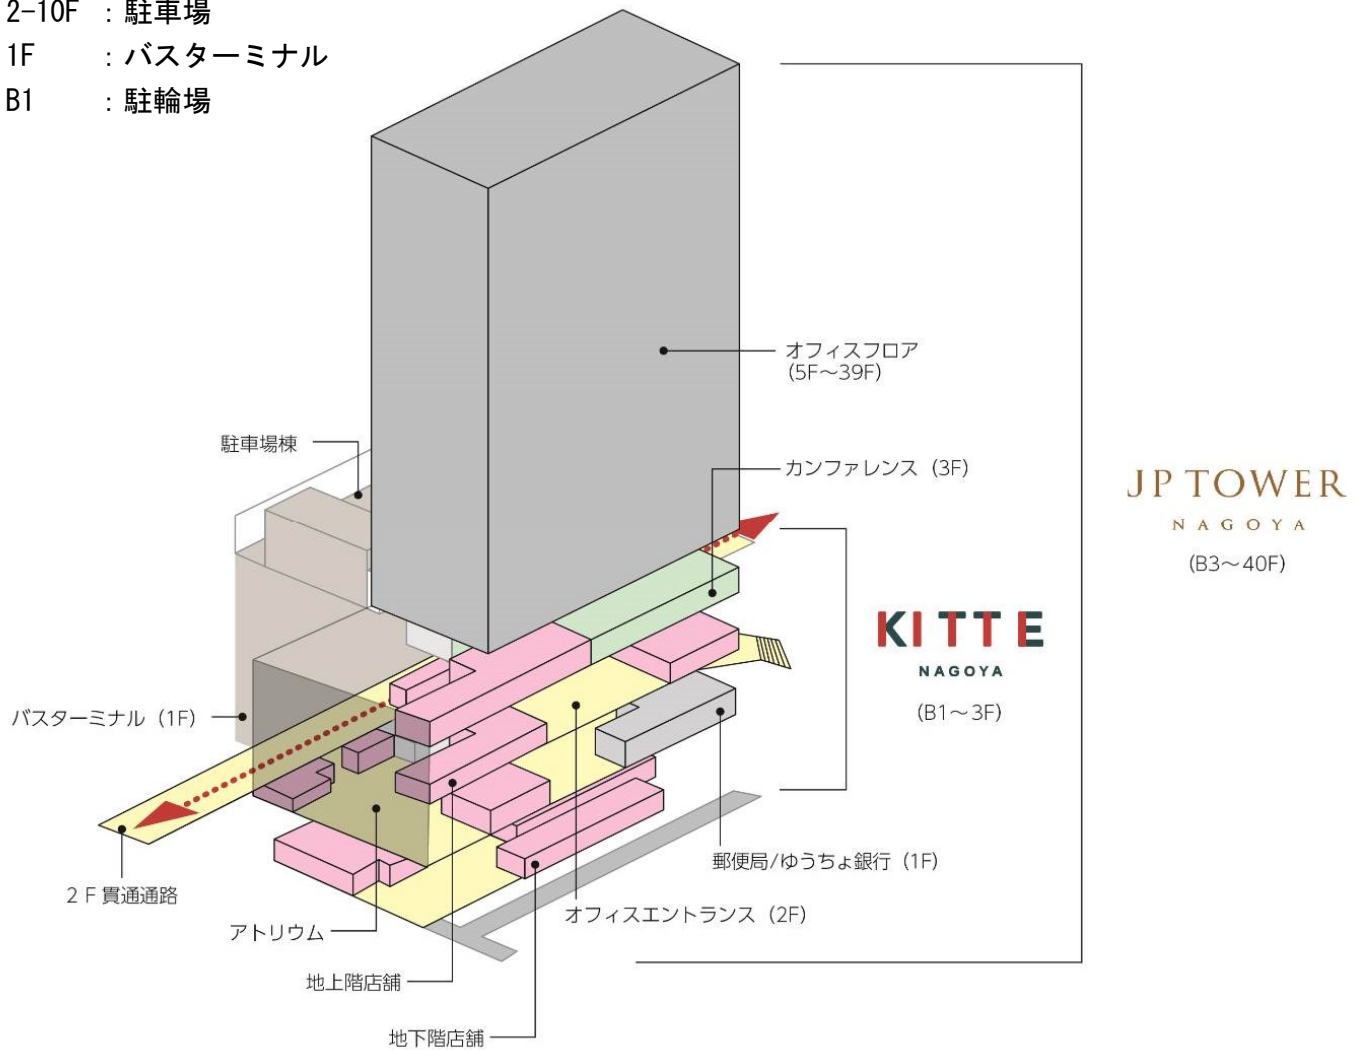 2-10F ：駐車場
1F ：バスターミナル
B1 ：駐輪場
オフィスフロア
(5F～39F)
駐車場棟
カンファレンス (3F)
JP TOWER
NAGOYA
(B3～40F)
KITTE
NAGOYA
(B1～3F)
バスターミナル (1F)
郵便局/ゆうちょ銀行 (1F)
2F貫通通路
オフィスエントランス (2F)
アトリウム
地上階店舗
地下階店舗